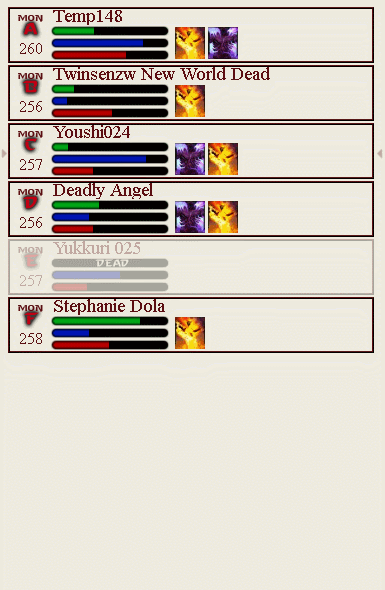 MON
A
260
Temp148
MON
B
256
Twinsenzw New World Dead
MON
C
257
Youshi024
MON
D
256
Deadly Angel
MON
E
257
Yukkuri 025
DEAD
MON
F
258
Stephanie Dola